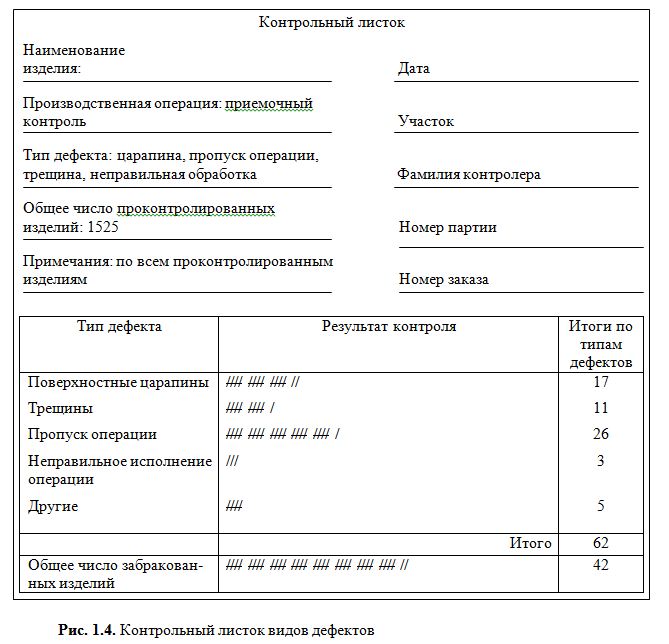 Контрольный листок
Наименование
изделия:
Дата
Производственная операция: приемочный
контроль
Участок
Тип дефекта: царапина, пропуск операции,
трещина, неправильная обработка
Фамилия контролера
Общее число проконтролированных
изделий: 1525
Номер партии
Примечания: по всем проконтролированным
изделиям
Номер заказа
Тип дефекта
Результат контроля
Итоги по
типам
дефектов
Поверхностные царапины ///// ///// ///// // 17
Трещины ///// ///// / 11
Пропуск операции ///// ///// ///// ///// ///// / 26
Неправильное исполнение
операции
/// 3
Другие ///// 5
Итого 62
Общее число забракован-
ных изделий
///// ///// ///// ///// ///// ///// ///// ///// // 42
Рис. 1.4. Контрольный листок видов дефектов